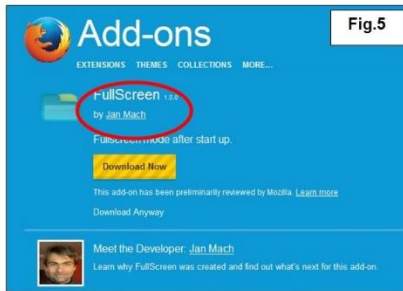 Fig.5
Add-ons
EXTENSIONS THEMES COLLECTIONS MORE...
FullScreen 1.0.0
by Jan Mach
Fullscreen mode after start up.
Download Now
This add-on has been preliminarily reviewed by Mozilla. Learn more
Download Anyway
Meet the Developer: Jan Mach
Learn why FullScreen was created and find out what's next for this add-on.